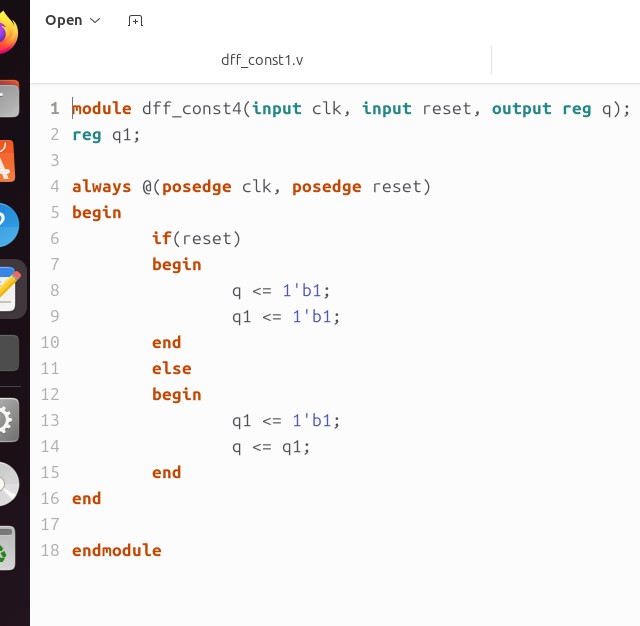 Open
dff_const1.v
1 module dff_const4(input clk, input reset, output reg q);
2 reg q1;
3
4 always @(posedge clk, posedge reset)
5 begin
6 if(reset)
7 begin
8 q <= 1'b1;
9 q1 <= 1'b1;
10 end
11 else
12 begin
13 q1 <= 1'b1;
14 q <= q1;
15 end
16 end
17
18 endmodule